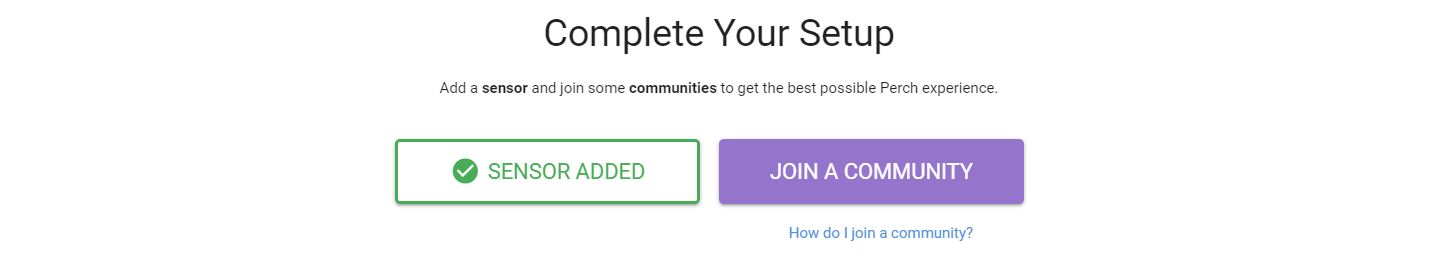 Complete Your Setup
Add a sensor and join some communities to get the best possible Perch experience.
SENSOR ADDED
JOIN A COMMUNITY
How do I join a community?